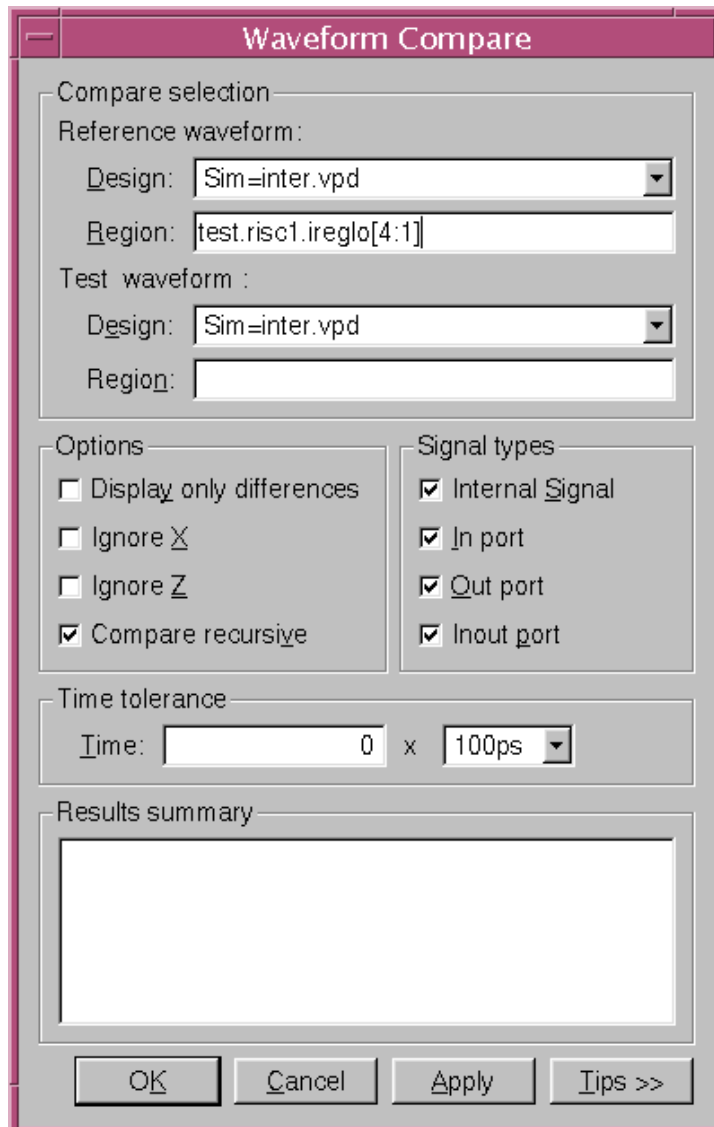 Waveform Compare
Compare selection
Reference waveform:
Design: Sim=inter.vpd
Region: test.risc1.ireglo[4:1]
Test waveform :
Design: Sim=inter.vpd
Region:
Options
Display only differences
Ignore X
Ignore Z
Compare recursive
Signal types
Internal Signal
In port
Out port
Inout port
Time tolerance
Time: 0 x 100ps
Results summary
OK Cancel Apply Tips >>